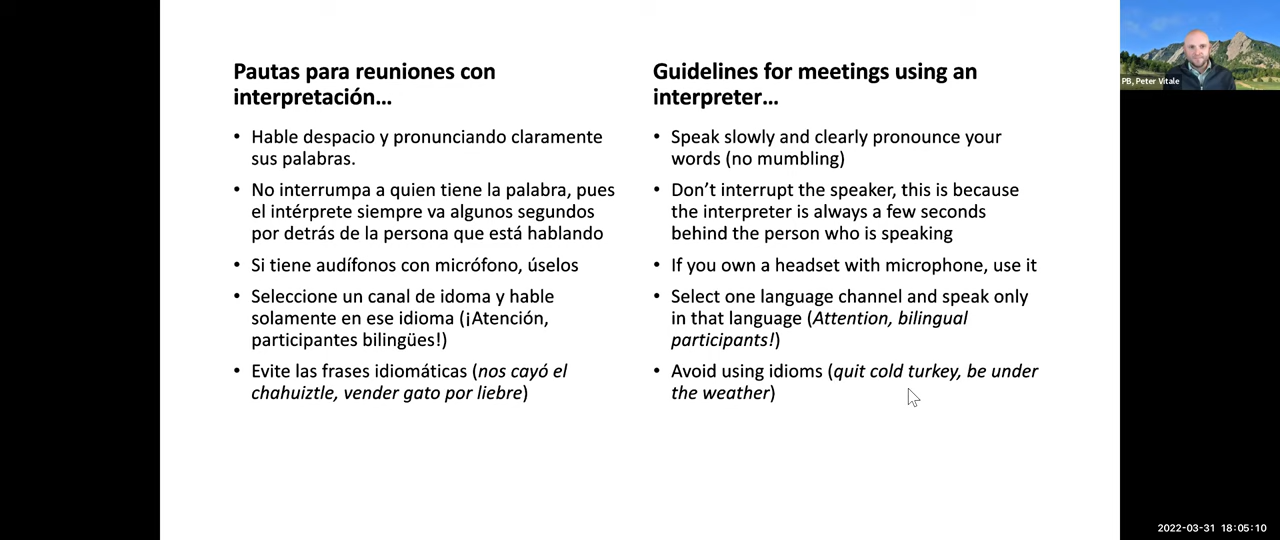 Pautas para reuniones con
interpretación...
• Hable despacio y pronunciando claramente
sus palabras.
• No interrumpa a quien tiene la palabra, pues
el intérprete siempre va algunos segundos
por detrás de la persona que está hablando
• Si tiene audífonos con micrófono, úselos
• Seleccione un canal de idoma y hable
solamente en ese idioma (¡Atención,
participantes bilingües!)
• Evite las frases idiomáticas (nos cayó el
chahuiztle, vender gato por liebre)
Guidelines for meetings using an
interpreter...
• Speak slowly and clearly pronounce your
words (no mumbling)
• Don’t interrupt the speaker, this is because
the interpreter is always a few seconds
behind the person who is speaking
• If you own a headset with microphone, use it
• Select one language channel and speak only
in that language (Attention, bilingual
participants!)
• Avoid using idioms (quit cold turkey, be under
the weather)
PB, Peter Vitale
2022-03-31 18:05:10